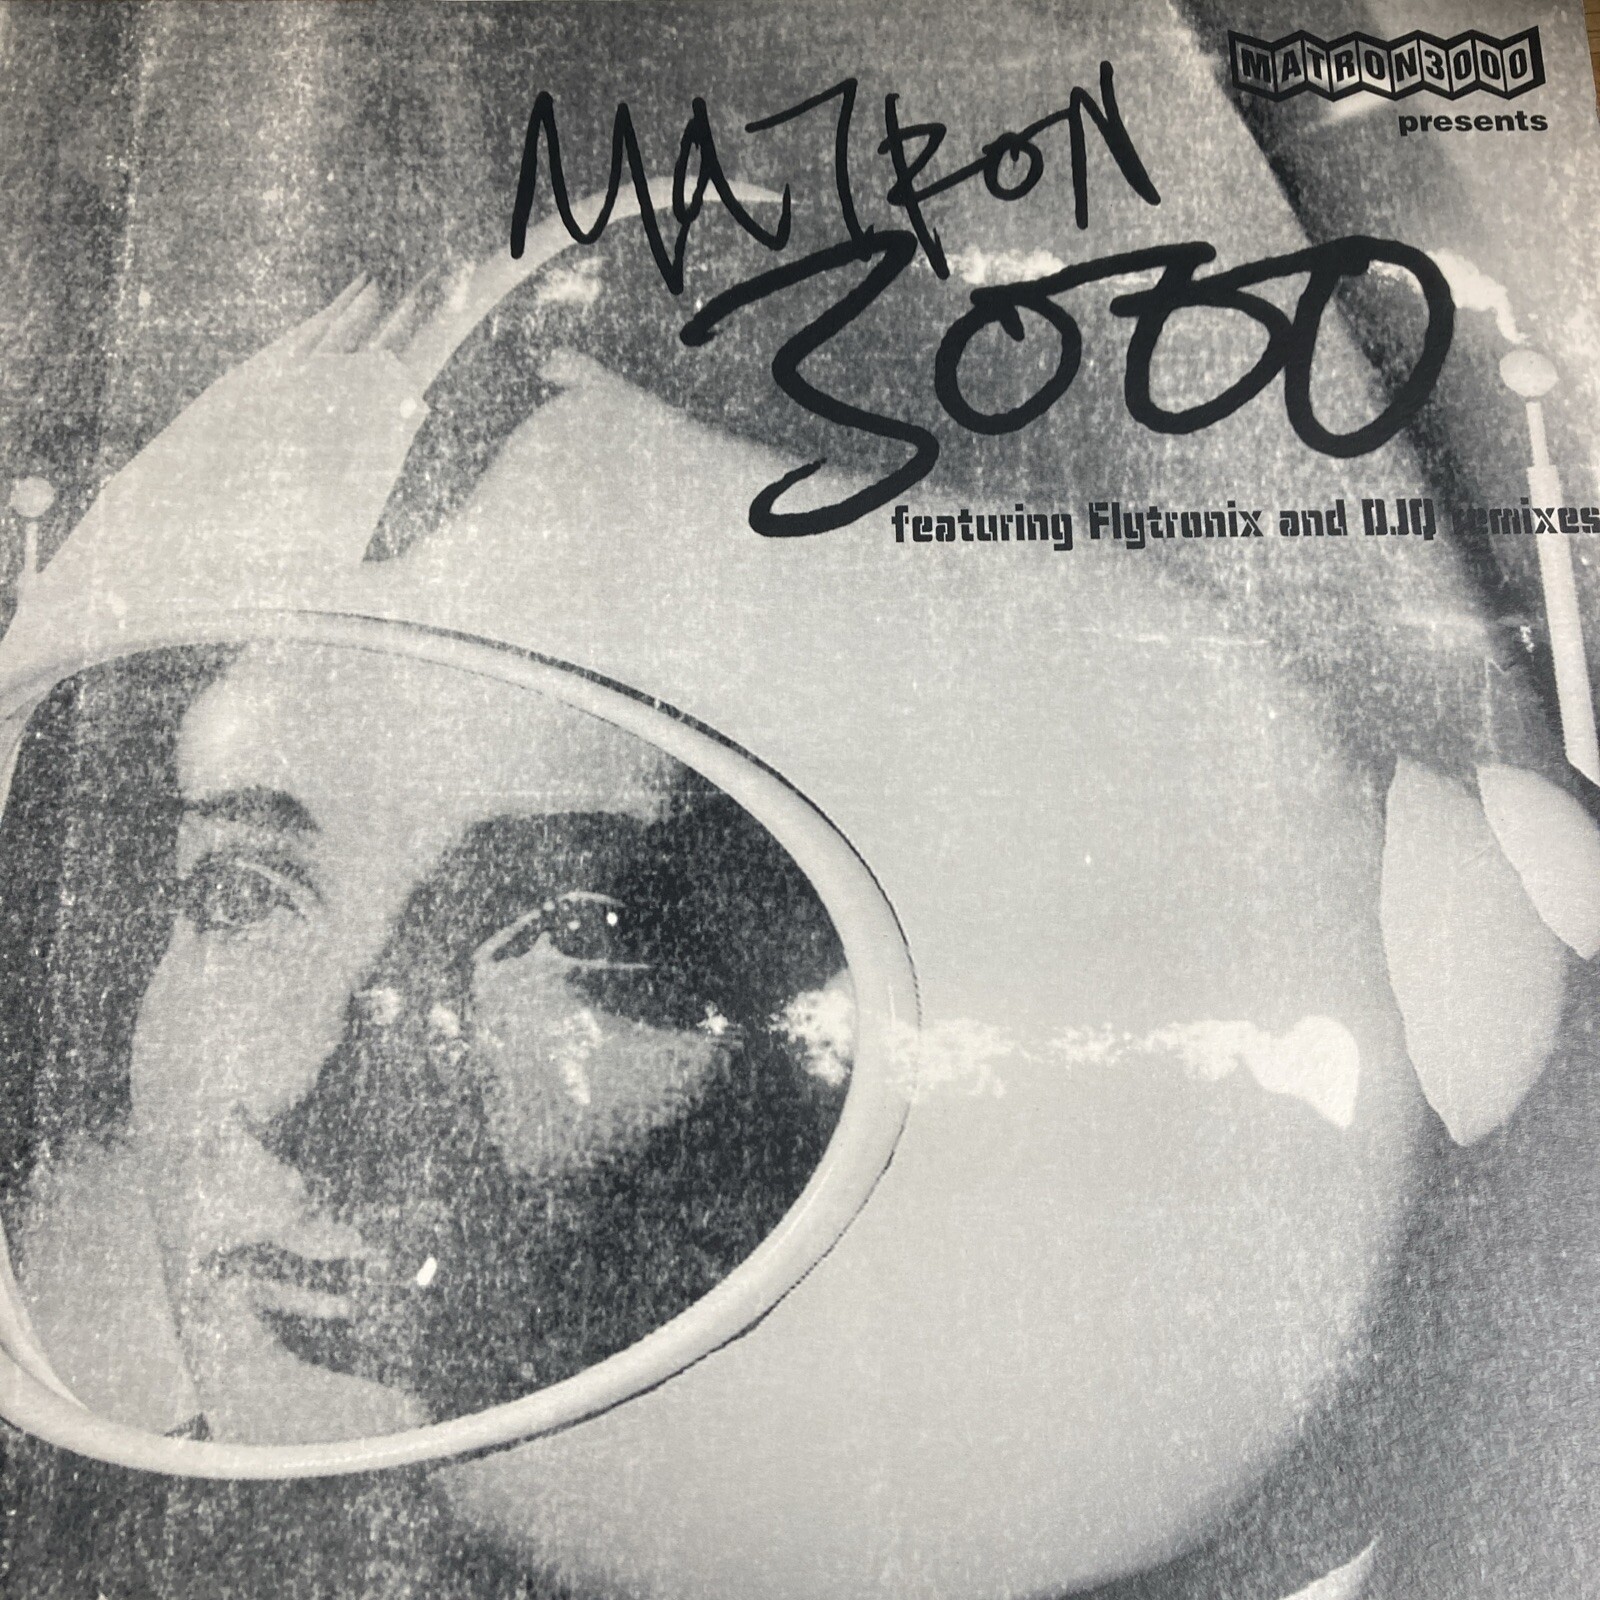 MATRON3000
presents
MATRON
3000
featuring Flytronix and DJQ remixes